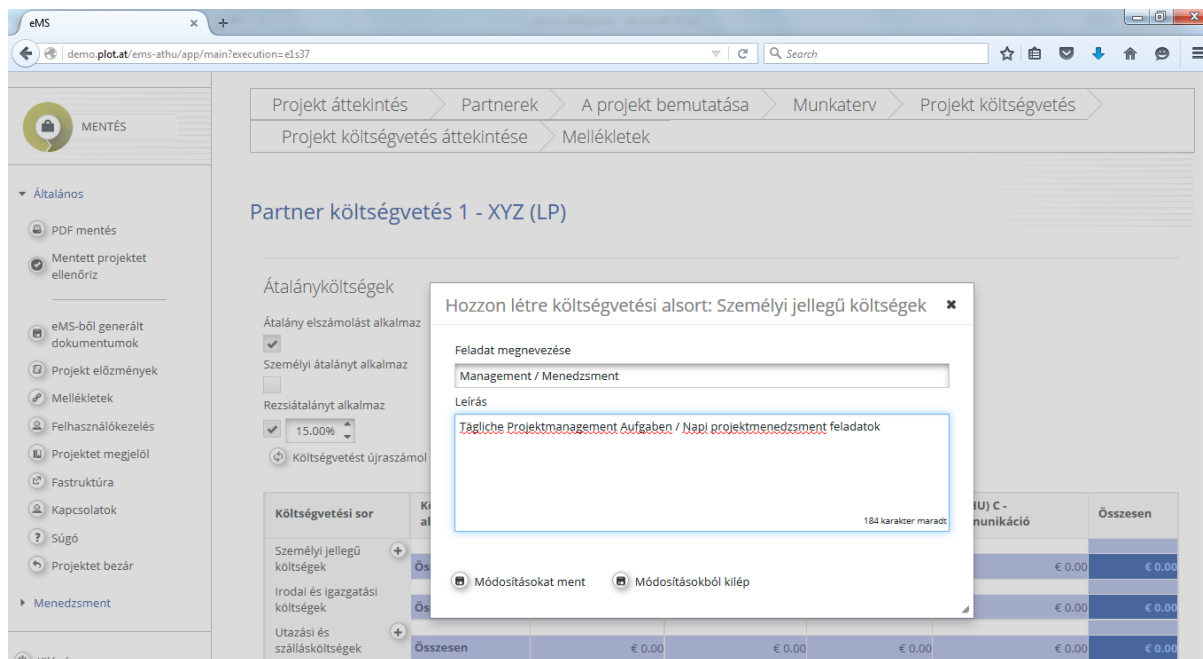 eMS
demo.plot.at/ems-athu/app/main?execution=e1s37
Search
MENTÉS
Általános
PDF mentés
Mentett projektet
ellenőriz
eMS-ből generált
dokumentumok
Projekt előzmények
Mellékletek
Felhasználókezelés
Projektet megjelöl
Fastruktúra
Kapcsolatok
Súgó
Projektet bezár
Menedzsment
Projekt áttekintés
Partnerek
A projekt bemutatása
Munkaterv
Projekt költségvetés
Projekt költségvetés áttekintése
Mellékletek
Partner költségvetés 1 - XYZ (LP)
Átalányköltségek
Átalány elszámolást alkalmaz
Személyi átalányt alkalmaz
Rezsiátalányt alkalmaz
15.00%
Költségvetést újraszámol
Hozzon létre költségvetési alsort: Személyi jellegű költségek
Feladat megnevezése
Management / Menedzsment
Leírás
Tägliche Projektmanagement Aufgaben / Napi projektmenedzsment feladatok
184 karakter maradt
Módosításokat ment
Módosításokból kilép
Költségvetési sor
Összesen
Személyi jellegű
költségek
€ 0.00 € 0.00
Irodai és igazgatási
költségek
€ 0.00 € 0.00
Utazási és
szállásköltségek
Összesen € 0.00 € 0.00 € 0.00 € 0.00 € 0.00